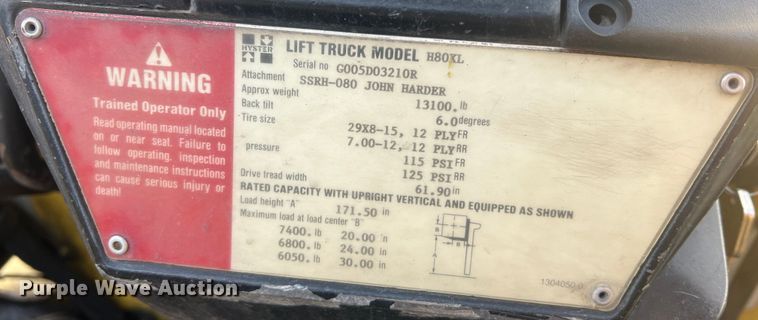 WARNING
Trained Operator Only
Read operating manual located
on or near seat. Failure to
follow operating, inspection
and maintenance instructions
can cause serious injury or
death!
HYSTER
LIFT TRUCK MODEL H80XL
Serial no G005D03210R
Attachment SSRH-080 JOHN HARDER
Approx weight 13100. lb
Back tilt 6.0 degrees
Tire size 29X8-15, 12 PLY FR
7.00-12, 12 PLY RR
pressure 115 PSI FR
125 PSI RR
Drive tread width 61.90 in
RATED CAPACITY WITH UPRIGHT VERTICAL AND EQUIPPED AS SHOWN
Load height "A" 171.50 in
Maximum load at load center "B"
7400. lb 20.00 in
6800. lb 24.00 in
6050. lb 30.00 in
B
B
A
1304050-0
Purple Wave Auction